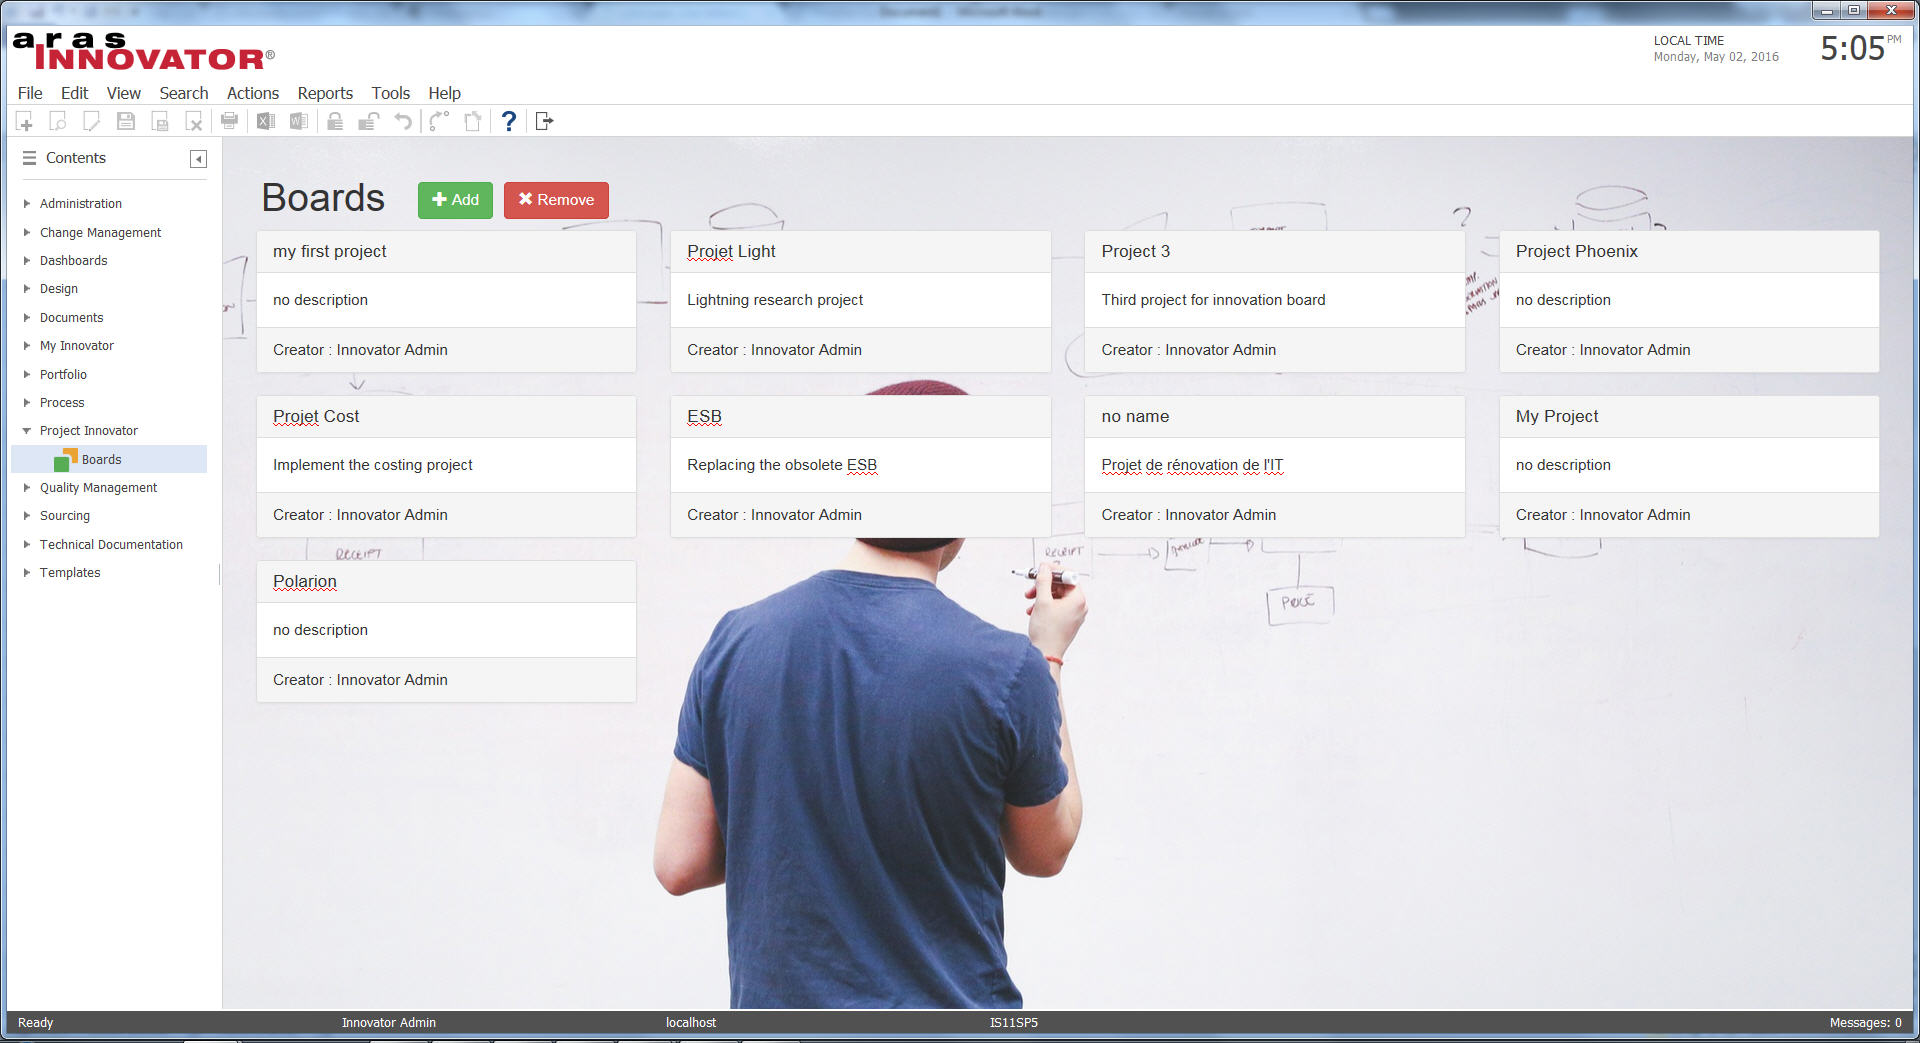 aras
INNOVATOR®
LOCAL TIME
Monday, May 02, 2016
5:05 PM
File Edit View Search Actions Reports Tools Help
Contents
Administration
Change Management
Dashboards
Design
Documents
My Innovator
Portfolio
Process
Project Innovator
Boards
Quality Management
Sourcing
Technical Documentation
Templates
Boards
Add
Remove
my first project
no description
Creator : Innovator Admin
Projet Light
Lightning research project
Creator : Innovator Admin
Project 3
Third project for innovation board
Creator : Innovator Admin
Project Phoenix
no description
Creator : Innovator Admin
Projet Cost
Implement the costing project
Creator : Innovator Admin
ESB
Replacing the obsolete ESB
Creator : Innovator Admin
no name
Projet de rénovation de l'IT
Creator : Innovator Admin
My Project
no description
Creator : Innovator Admin
Polarion
no description
Creator : Innovator Admin
RECEIPT
RECEIPT
PRICE
Ready
Innovator Admin
localhost
IS11SP5
Messages: 0